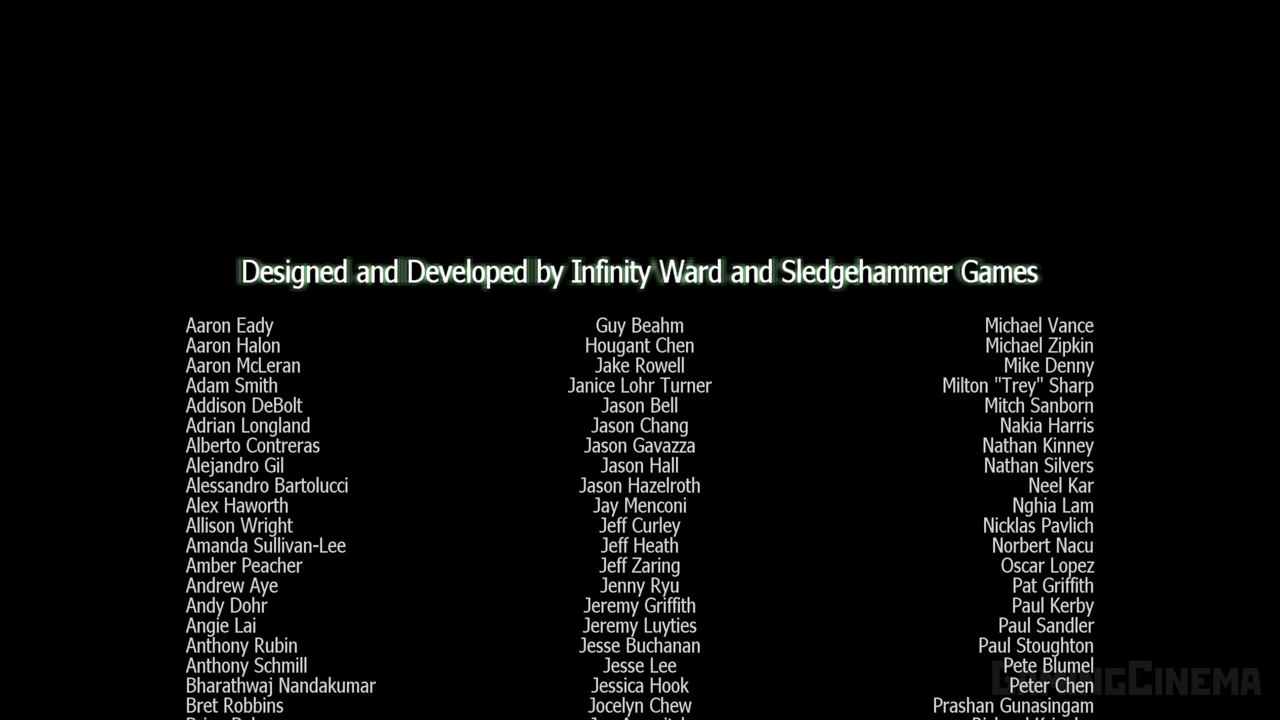 Designed and Developed by Infinity Ward and Sledgehammer Games
Aaron Eady Guy Beahm Michael Vance
Aaron Halon Hougant Chen Michael Zipkin
Aaron McLeran Jake Rowell Mike Denny
Adam Smith Janice Lohr Turner Milton "Trey" Sharp
Addison DeBolt Jason Bell Mitch Sanborn
Adrian Longland Jason Chang Nakia Harris
Alberto Contreras Jason Gavazza Nathan Kinney
Alejandro Gil Jason Hall Nathan Silvers
Alessandro Bartolucci Jason Hazelroth Neel Kar
Alex Haworth Jay Menconi Nghia Lam
Allison Wright Jeff Curley Nicklas Pavlich
Amanda Sullivan-Lee Jeff Heath Norbert Nacu
Amber Peacher Jeff Zaring Oscar Lopez
Andrew Aye Jenny Ryu Pat Griffith
Andy Dohr Jeremy Griffith Paul Kerby
Angie Lai Jeremy Luyties Paul Sandler
Anthony Rubin Jesse Buchanan Paul Stoughton
Anthony Schmill Jesse Lee Pete Blumel
Bharathwaj Nandakumar Jessica Hook Peter Chen
GamingCinema
Bret Robbins Jocelyn Chew Prashan Gunasingam